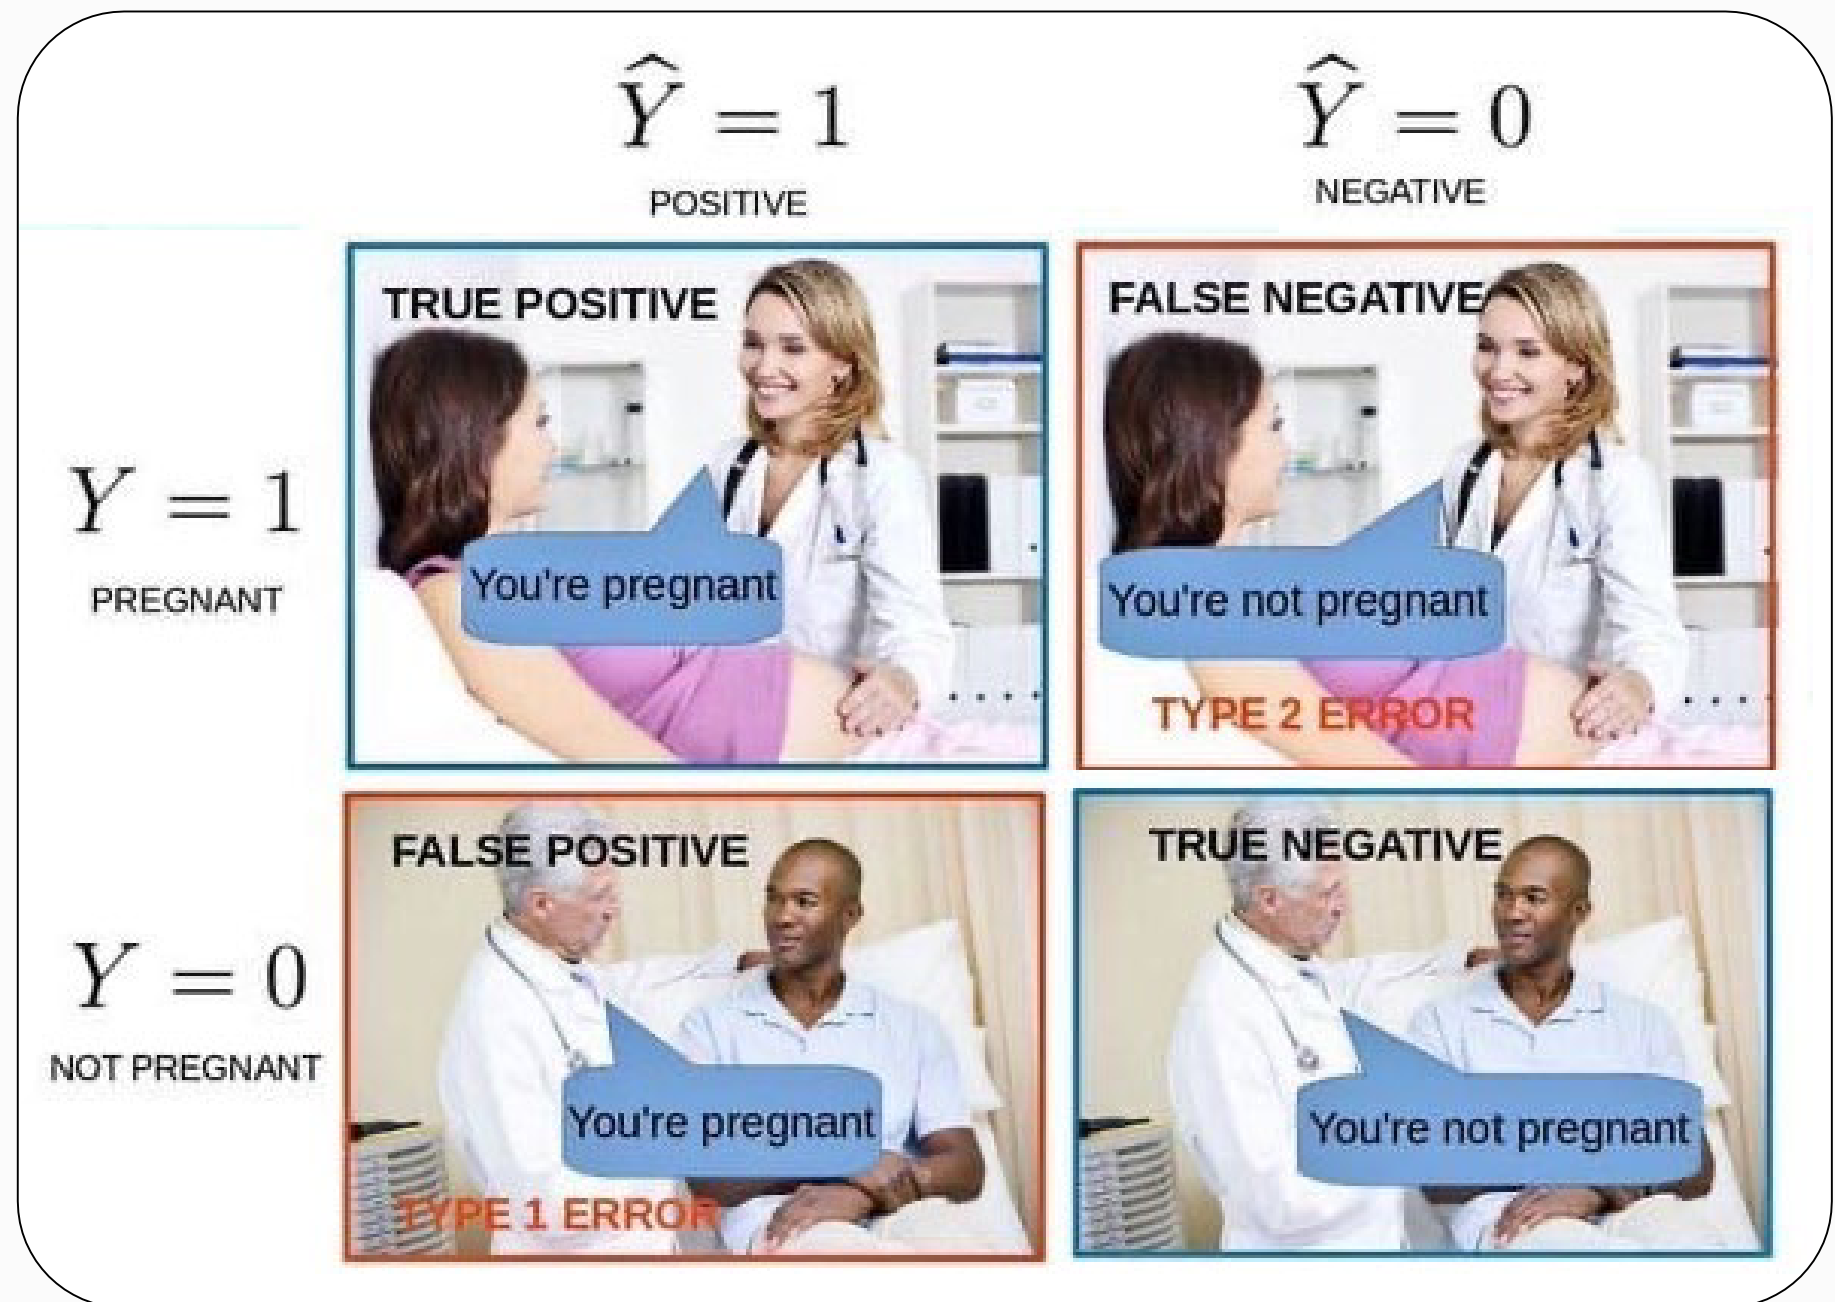 Ŷ = 1
Ŷ = 0
POSITIVE
NEGATIVE
TRUE POSITIVE
FALSE NEGATIVE
Y = 1
PREGNANT
You're pregnant
You're not pregnant
TYPE 2 ERROR
FALSE POSITIVE
TRUE NEGATIVE
Y = 0
NOT PREGNANT
You're pregnant
You're not pregnant
TYPE 1 ERROR